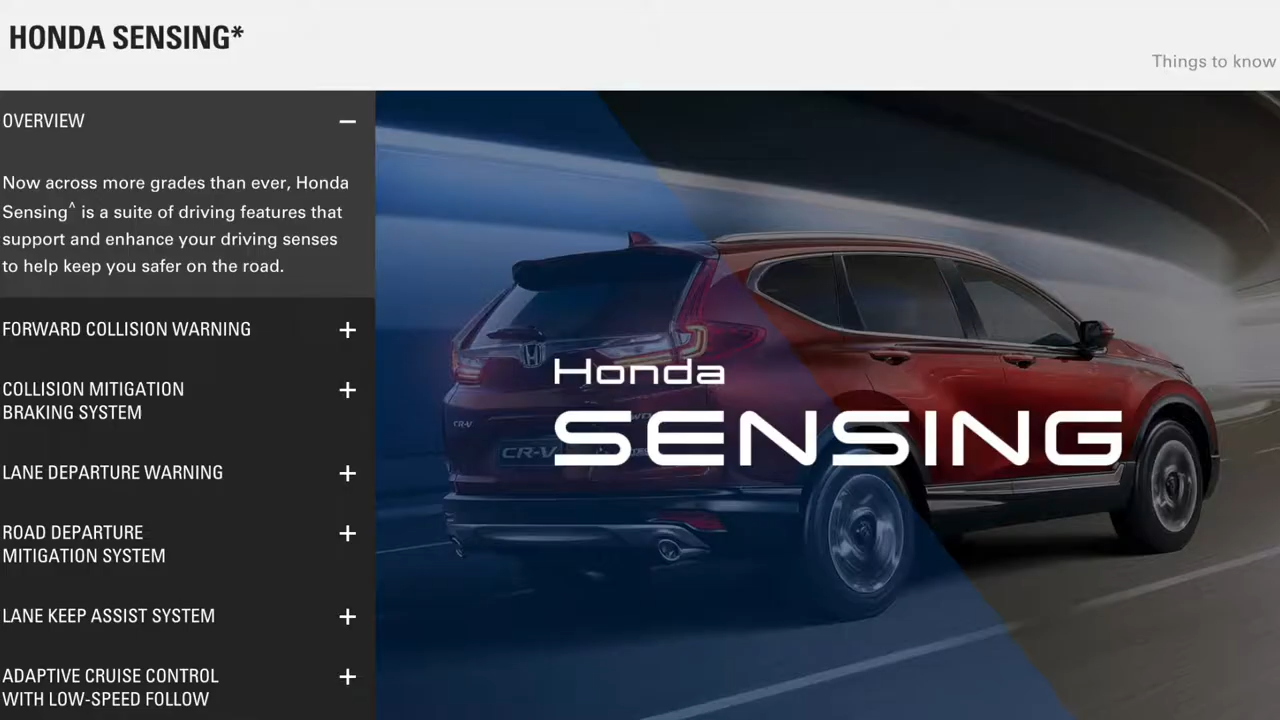 HONDA SENSING*
Things to know
OVERVIEW
Now across more grades than ever, Honda
Sensing^ is a suite of driving features that
support and enhance your driving senses
to help keep you safer on the road.
FORWARD COLLISION WARNING
COLLISION MITIGATION
BRAKING SYSTEM
LANE DEPARTURE WARNING
ROAD DEPARTURE
MITIGATION SYSTEM
LANE KEEP ASSIST SYSTEM
ADAPTIVE CRUISE CONTROL
WITH LOW-SPEED FOLLOW
Honda
SENSING
CR-V
CR-V